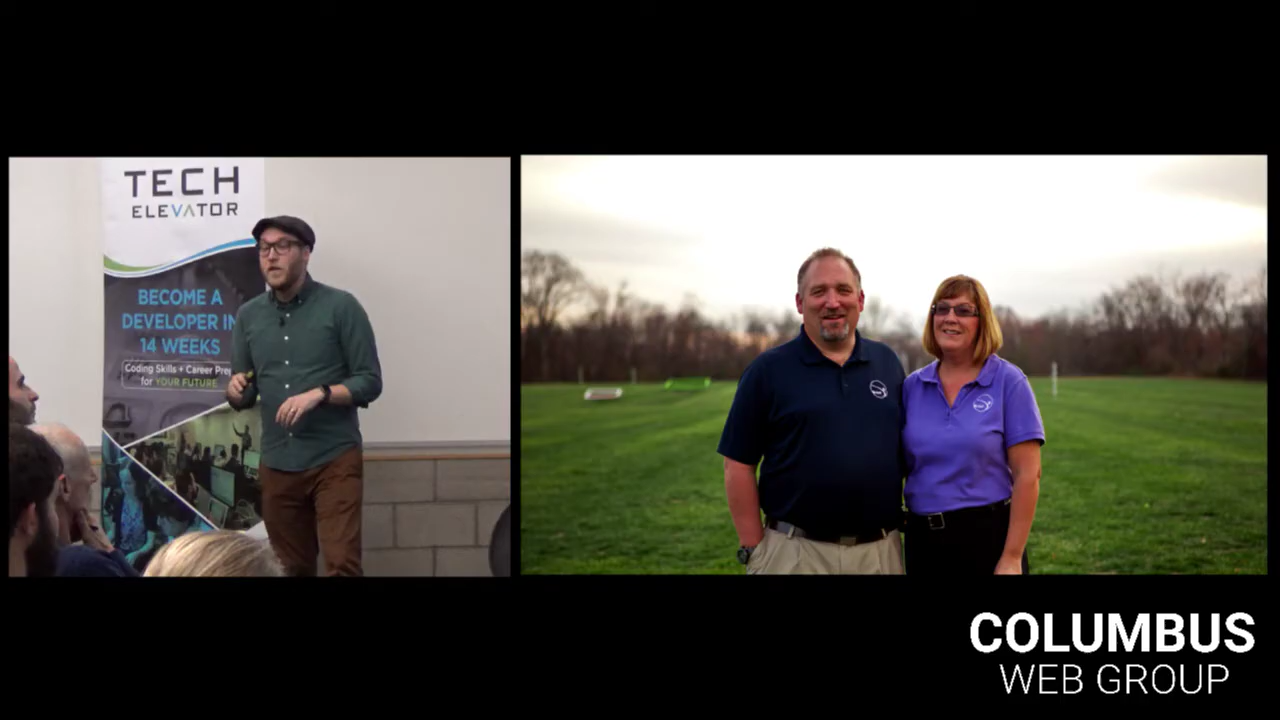 TECH
ELEVATOR
BECOME A
DEVELOPER IN
14 WEEKS
Coding Skills + Career Prep
for YOUR FUTURE
COLUMBUS
WEB GROUP